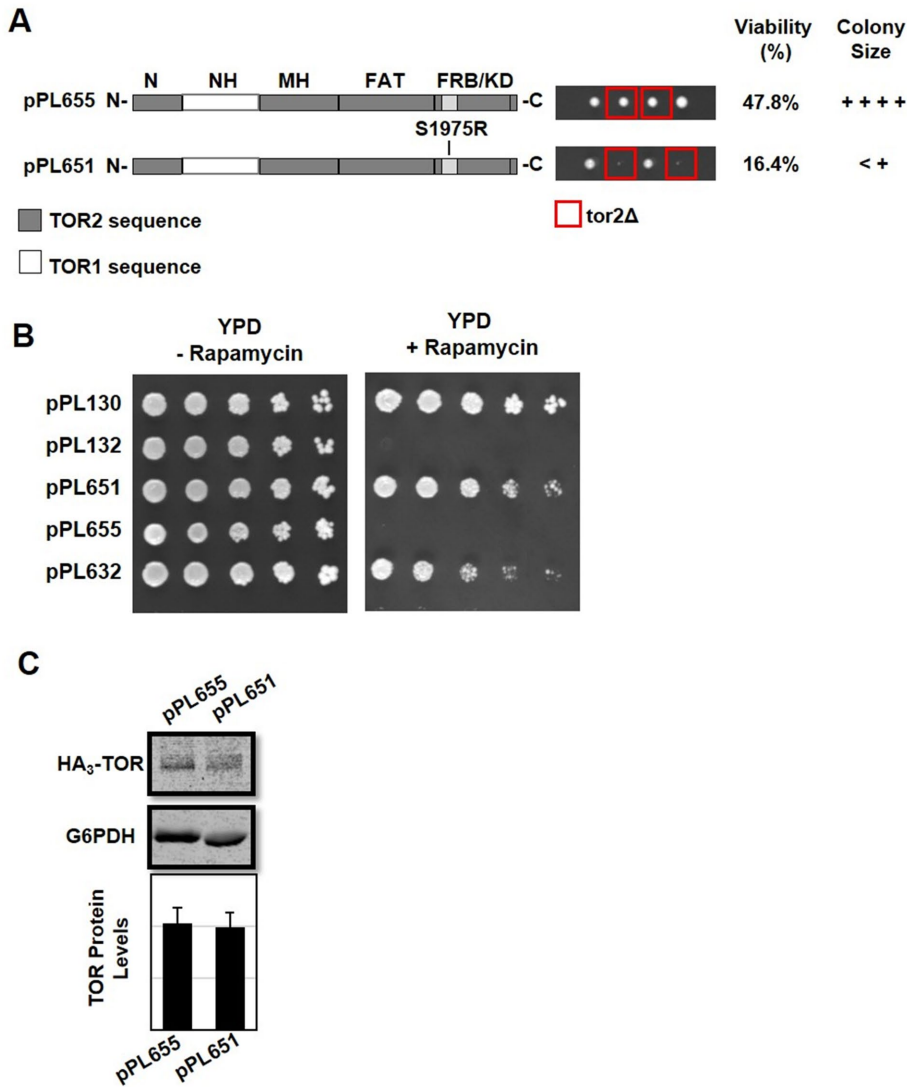 A
Viability (%)
Colony Size
N NH MH FAT FRB/KD
pPL655 N- -C 47.8% + + + +
S1975R
pPL651 N- -C 16.4% < +
TOR2 sequence
TOR1 sequence
tor2Δ
B
YPD
- Rapamycin
YPD
+ Rapamycin
pPL130
pPL132
pPL651
pPL655
pPL632
C
pPL655
pPL651
HA3-TOR
G6PDH
TOR Protein
Levels
pPL655
pPL651